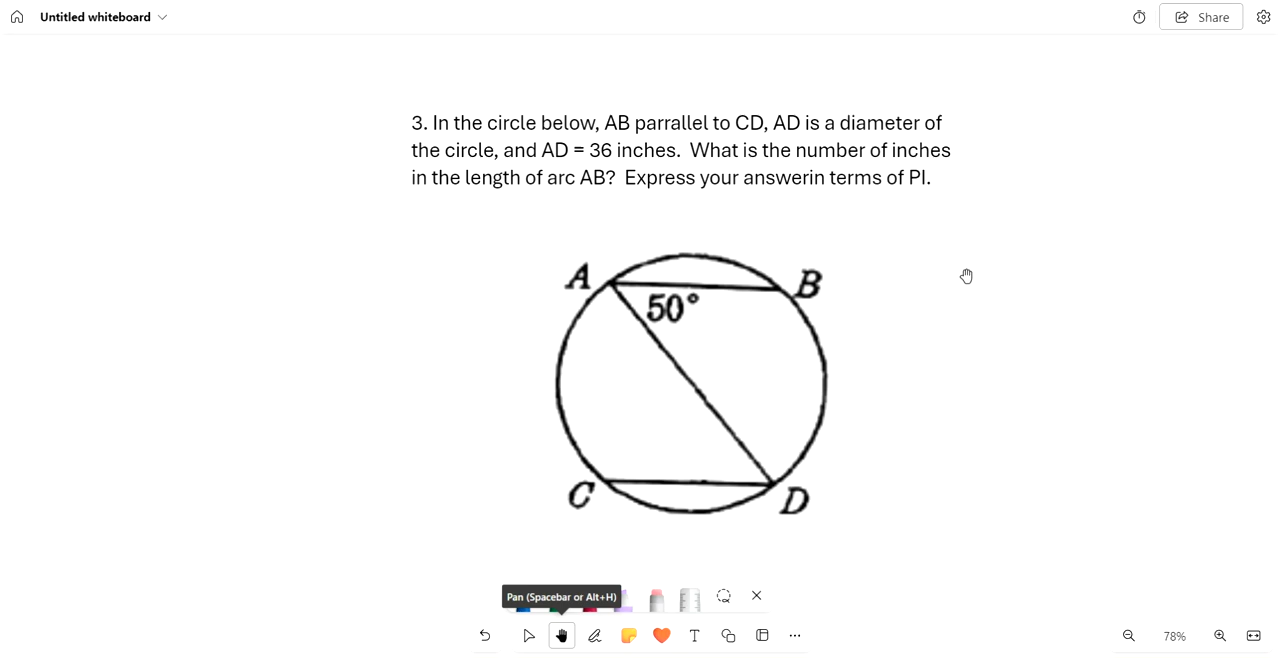 Untitled whiteboard
Share
3. In the circle below, AB parrallel to CD, AD is a diameter of
the circle, and AD = 36 inches.  What is the number of inches
in the length of arc AB?  Express your answerin terms of PI.
A
B
50°
C
D
Pan (Spacebar or Alt+H)
T
78%